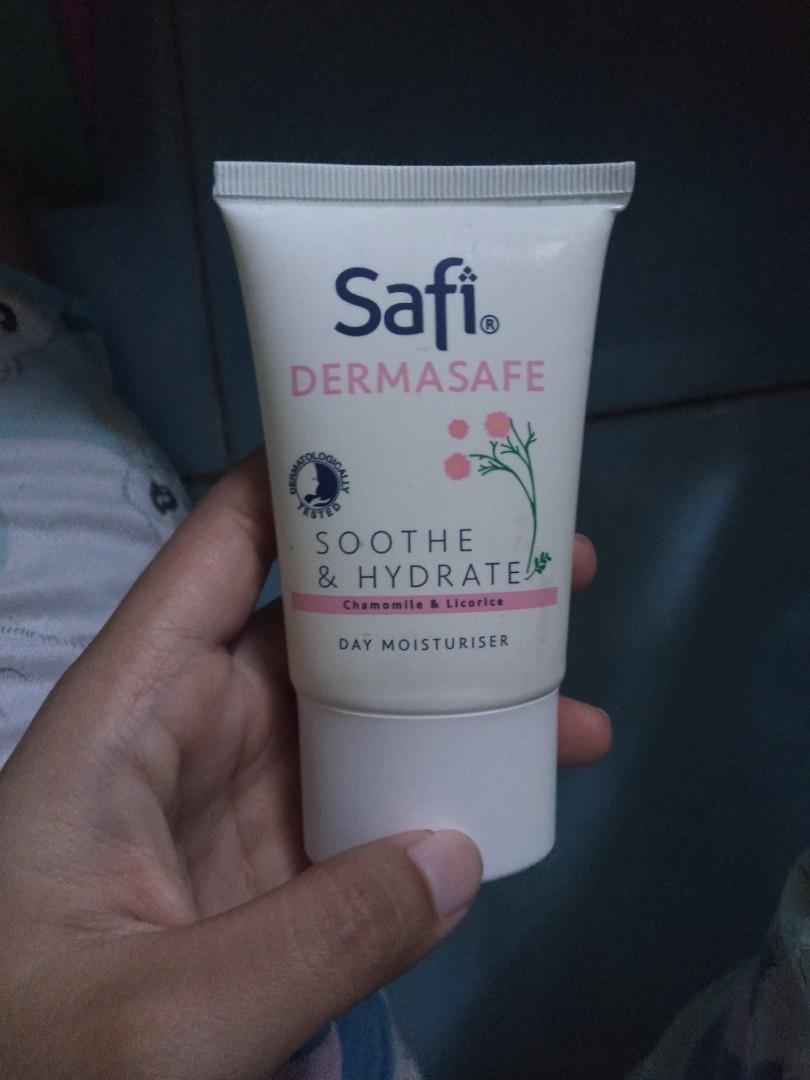 Safi®
DERMASAFE
DERMATOLOGICALLY
TESTED
SOOTHE
& HYDRATE
Chamomile & Licorice
DAY MOISTURISER